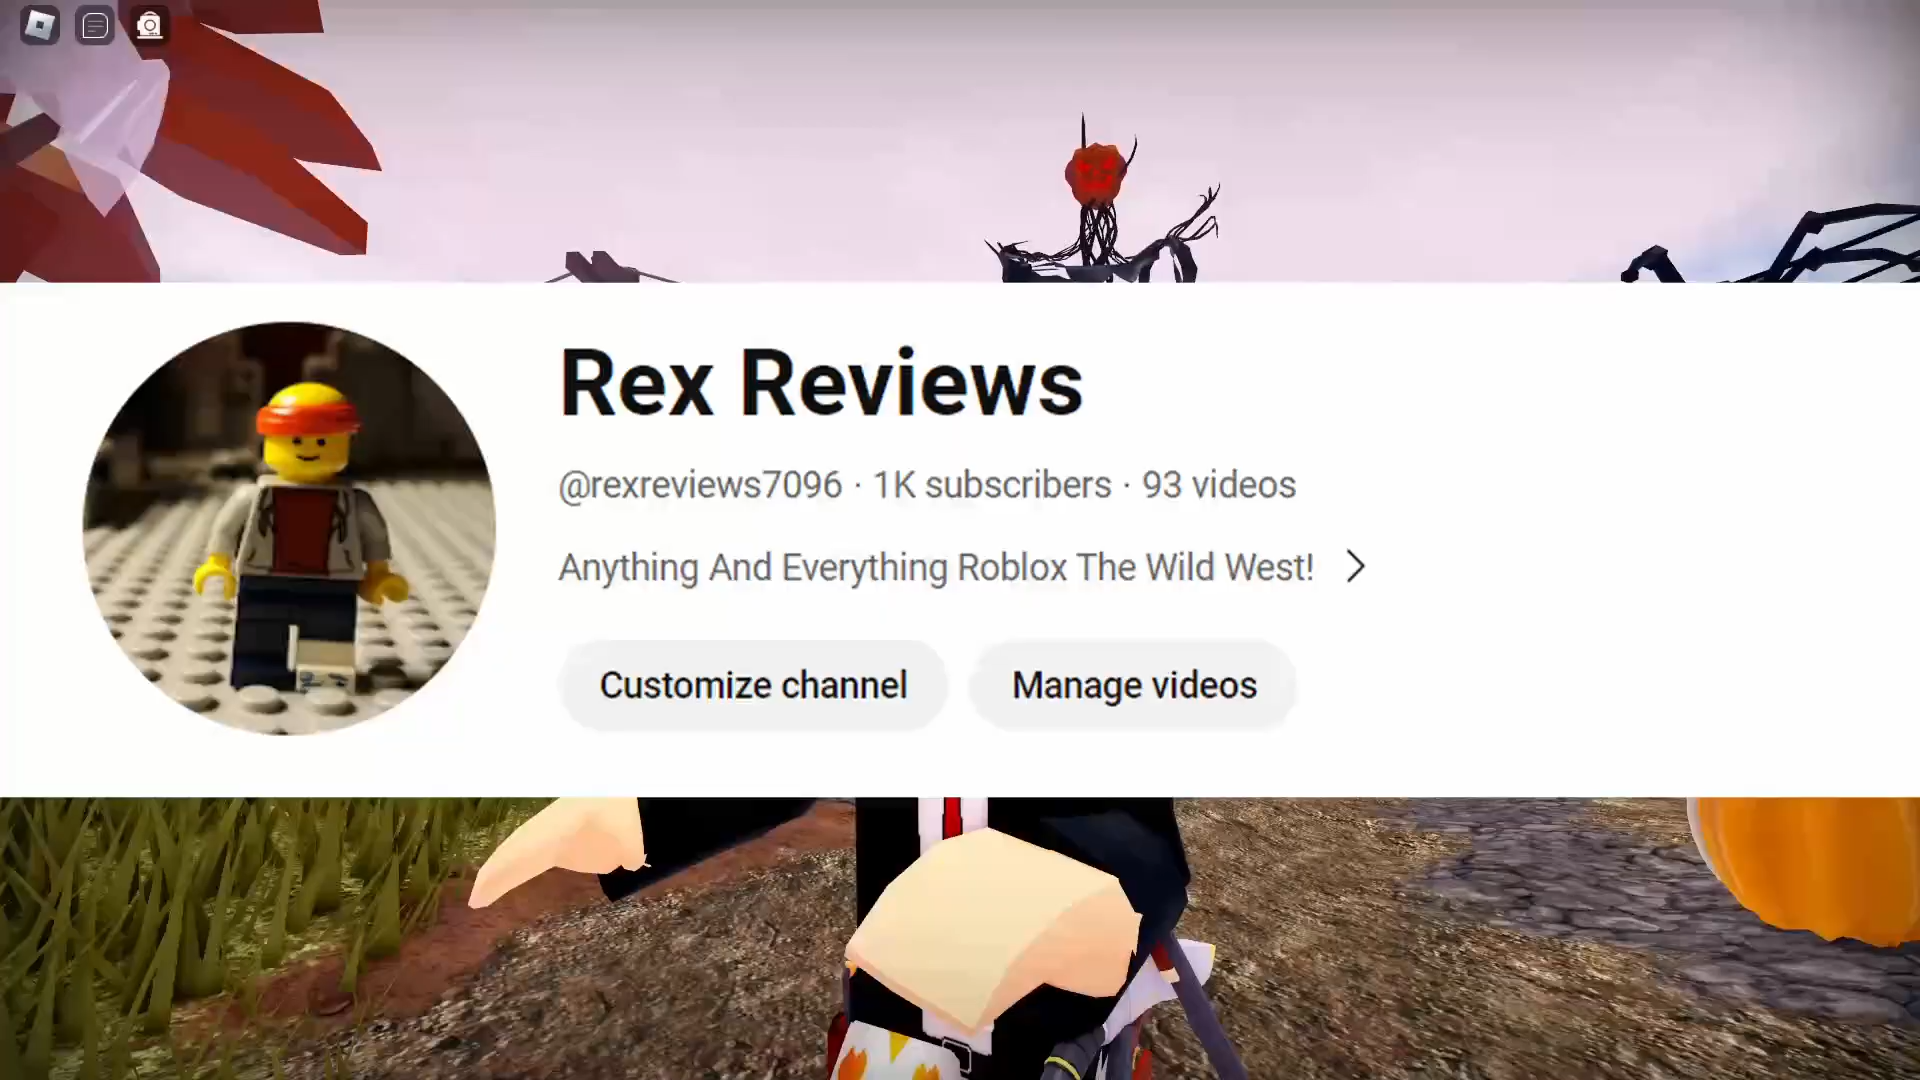 Rex Reviews
@rexreviews7096 · 1K subscribers · 93 videos
Anything And Everything Roblox The Wild West!
Customize channel
Manage videos